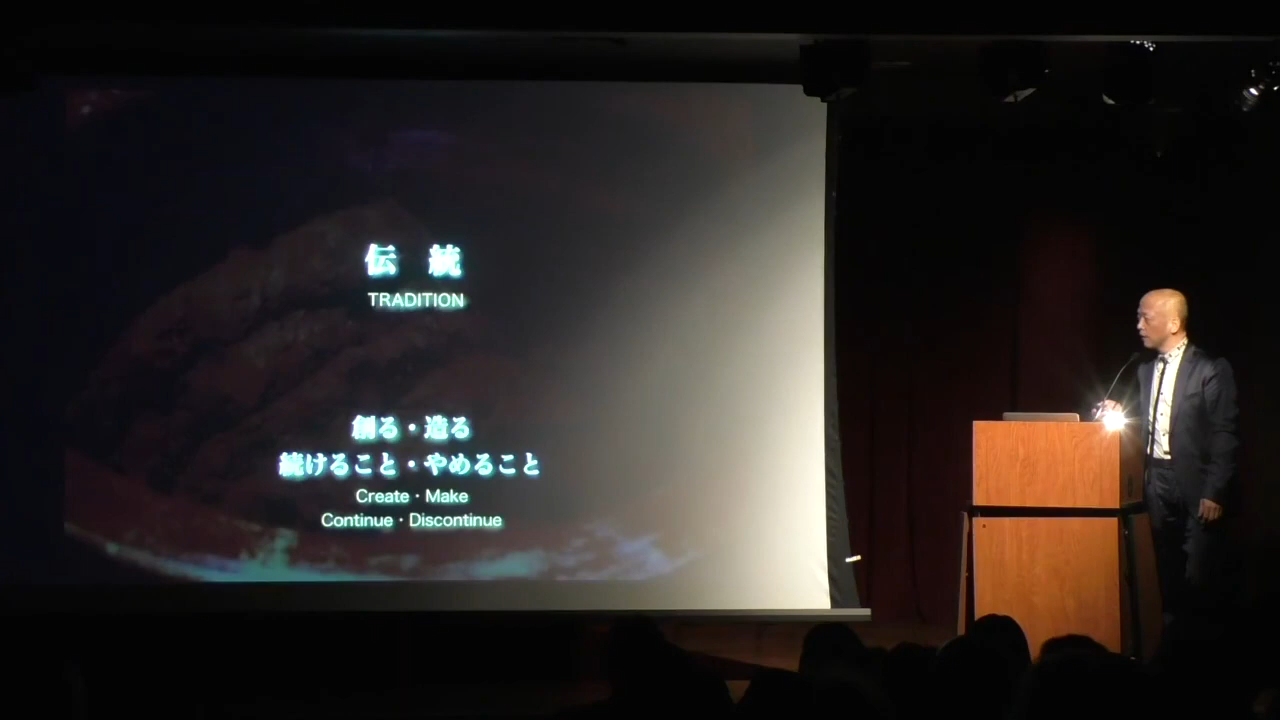 伝 統
TRADITION
創る・造る
続けること・やめること
Create・Make
Continue・Discontinue